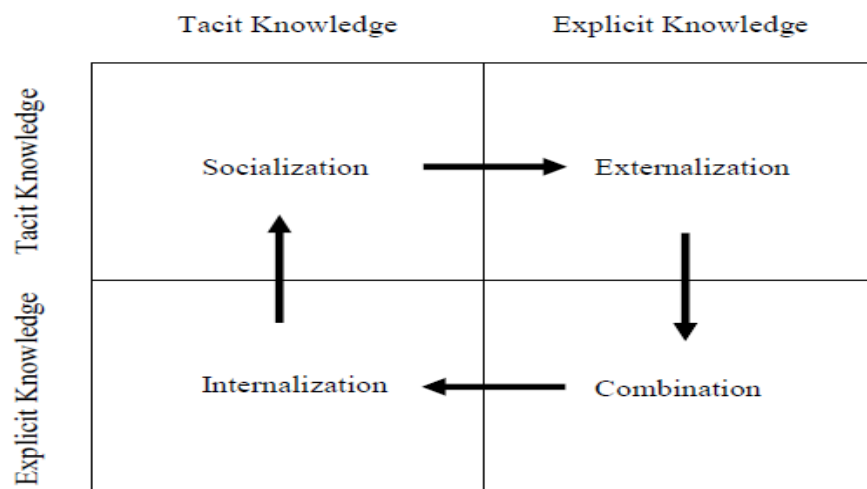 Tacit Knowledge
Explicit Knowledge
Tacit Knowledge
Socialization
Externalization
Explicit Knowledge
Internalization
Combination